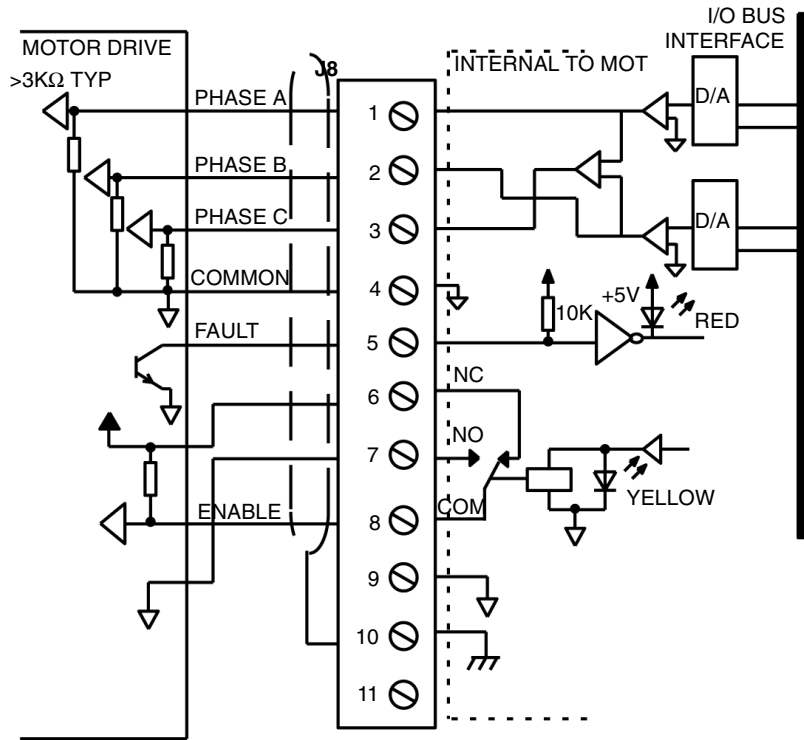 I/O BUS
INTERFACE
MOTOR DRIVE
>3KΩ TYP
J8
INTERNAL TO MOT
D/A
PHASE A
1
PHASE B
2
PHASE C
3
D/A
COMMON
4
+5V
10K
RED
FAULT
5
NC
6
NO
7
YELLOW
COM
ENABLE
8
9
10
11